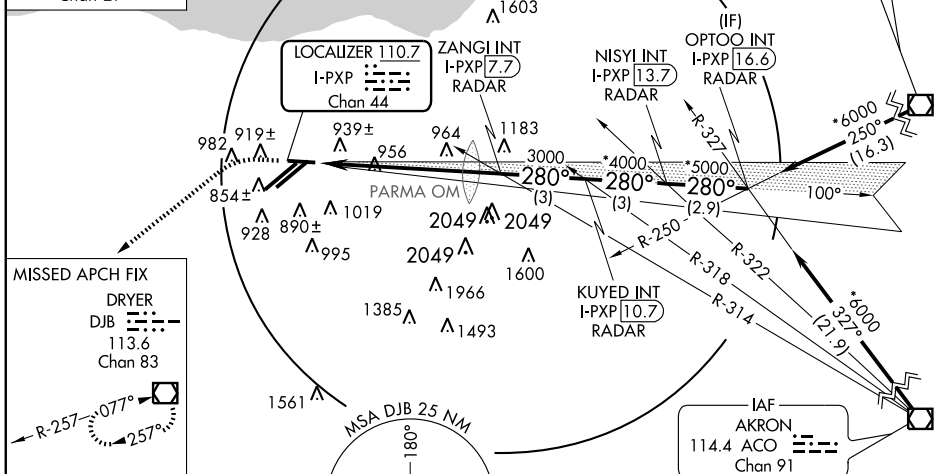 1603
(IF)
OPTOO INT
I-PXP 16.6
RADAR
LOCALIZER 110.7
I-PXP
Chan 44
ZANGI INT
I-PXP 7.7
RADAR
NISYI INT
I-PXP 13.7
RADAR
*6000
250°
(16.3)
R-327
982
919±
939±
956
964
1183
3000
*4000
*5000
280°
280°
280°
(3)
(3)
(2.9)
100°
PARMA OM
854±
928
890±
1019
995
2049
2049
2049
1600
R-250
R-322
R-318
R-314
*6000
327°
(21.9)
1966
1385
1493
KUYED INT
I-PXP 10.7
RADAR
MISSED APCH FIX
DRYER
DJB
113.6
Chan 83
R-257
077°
257°
1561
MSA DJB 25 NM
180°
IAF
AKRON
114.4 ACO
Chan 91